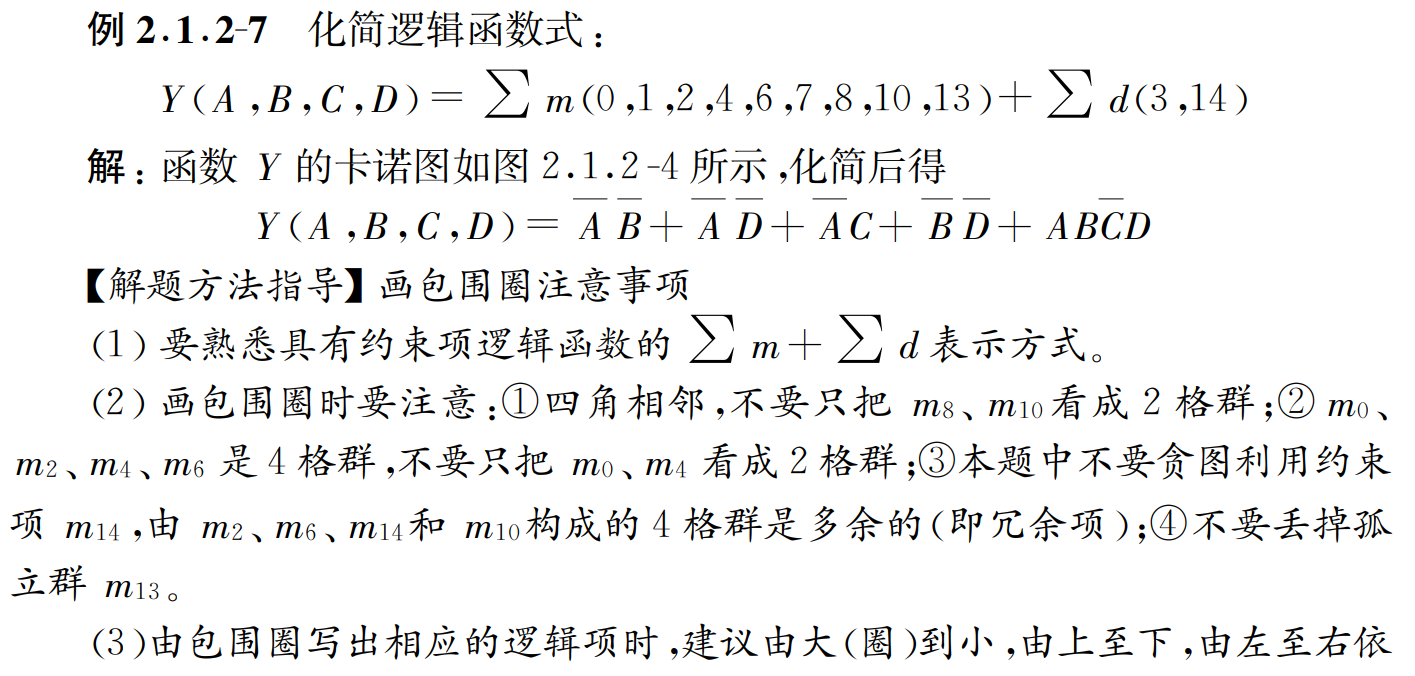 例 2.1.2-7 化简逻辑函数式:
Y(A,B,C,D)=∑m(0,1,2,4,6,7,8,10,13)+∑d(3,14)
解:函数 Y 的卡诺图如图 2.1.2-4 所示,化简后得
Y(A,B,C,D)=A̅ B̅+A̅ D̅+A̅C+B̅ D̅+ABC̅D
【解题方法指导】画包围圈注意事项
(1)要熟悉具有约束项逻辑函数的∑m+∑d表示方式。
(2)画包围圈时要注意:①四角相邻,不要只把 m₈、m₁₀看成 2 格群;② m₀、
m₂、m₄、m₆ 是 4 格群,不要只把 m₀、m₄ 看成 2 格群;③本题中不要贪图利用约束
项 m₁₄,由 m₂、m₆、m₁₄和 m₁₀构成的 4 格群是多余的(即冗余项);④不要丢掉孤
立群 m₁₃。
(3)由包围圈写出相应的逻辑项时,建议由大(圈)到小,由上至下,由左至右依